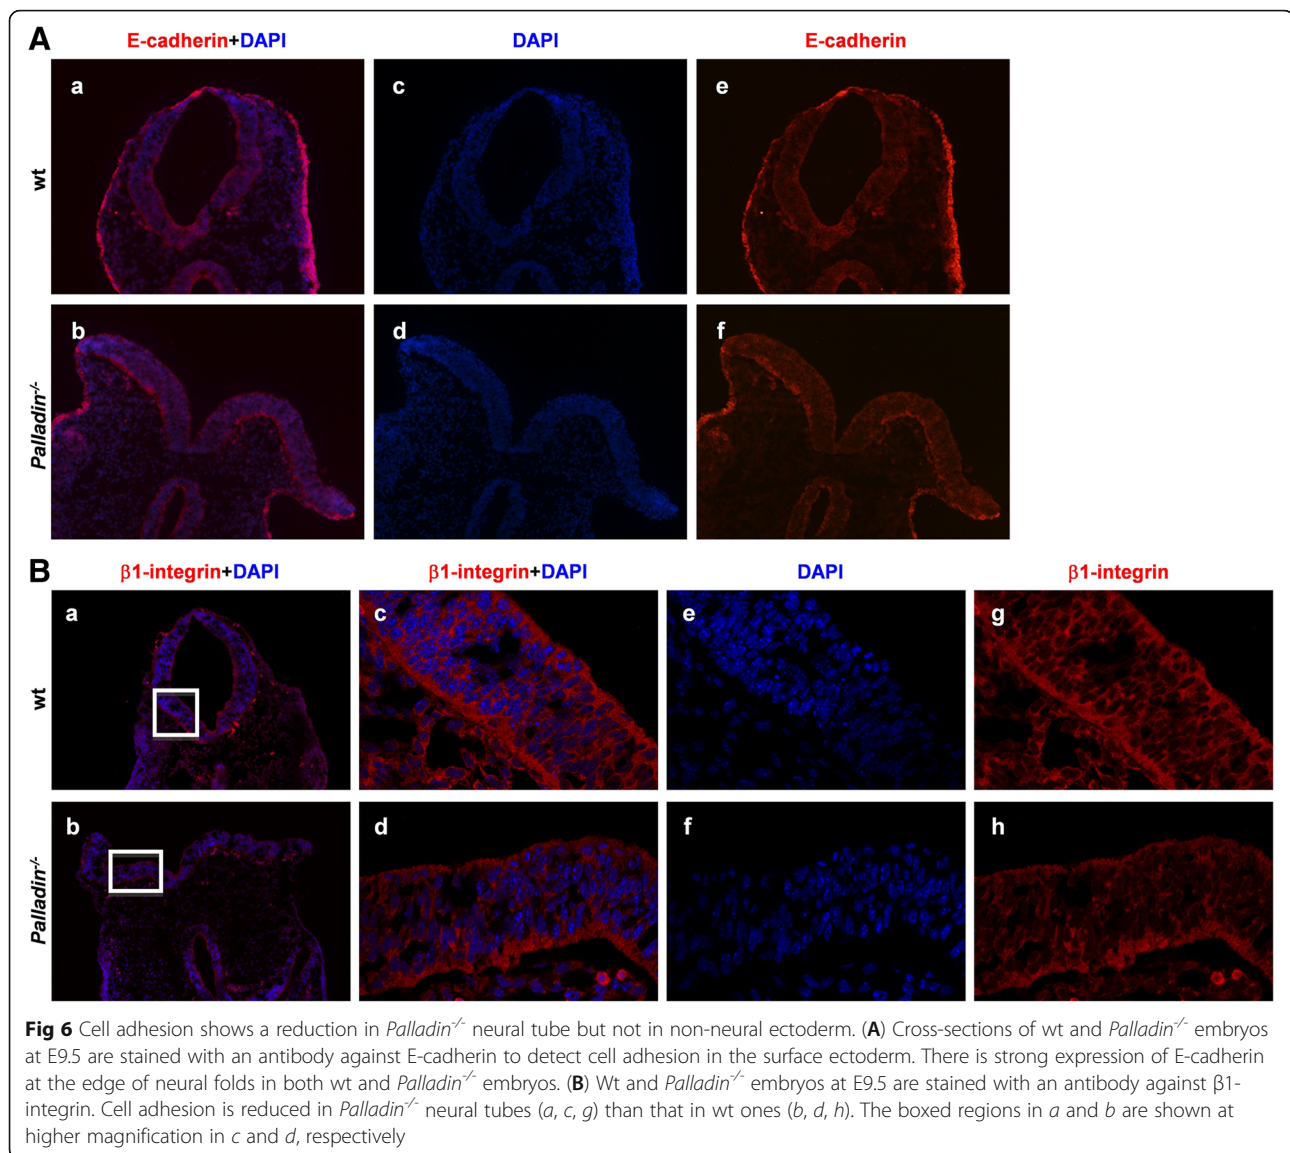 A
E-cadherin+DAPI DAPI E-cadherin
wt
a c e
Palladin-/-
b d f
B
β1-integrin+DAPI β1-integrin+DAPI DAPI β1-integrin
wt
a c e g
Palladin-/-
b d f h
Fig 6 Cell adhesion shows a reduction in Palladin-/- neural tube but not in non-neural ectoderm. (A) Cross-sections of wt and Palladin-/- embryos
at E9.5 are stained with an antibody against E-cadherin to detect cell adhesion in the surface ectoderm. There is strong expression of E-cadherin
at the edge of neural folds in both wt and Palladin-/- embryos. (B) Wt and Palladin-/- embryos at E9.5 are stained with an antibody against β1-
integrin. Cell adhesion is reduced in Palladin-/- neural tubes (a, c, g) than that in wt ones (b, d, h). The boxed regions in a and b are shown at
higher magnification in c and d, respectively